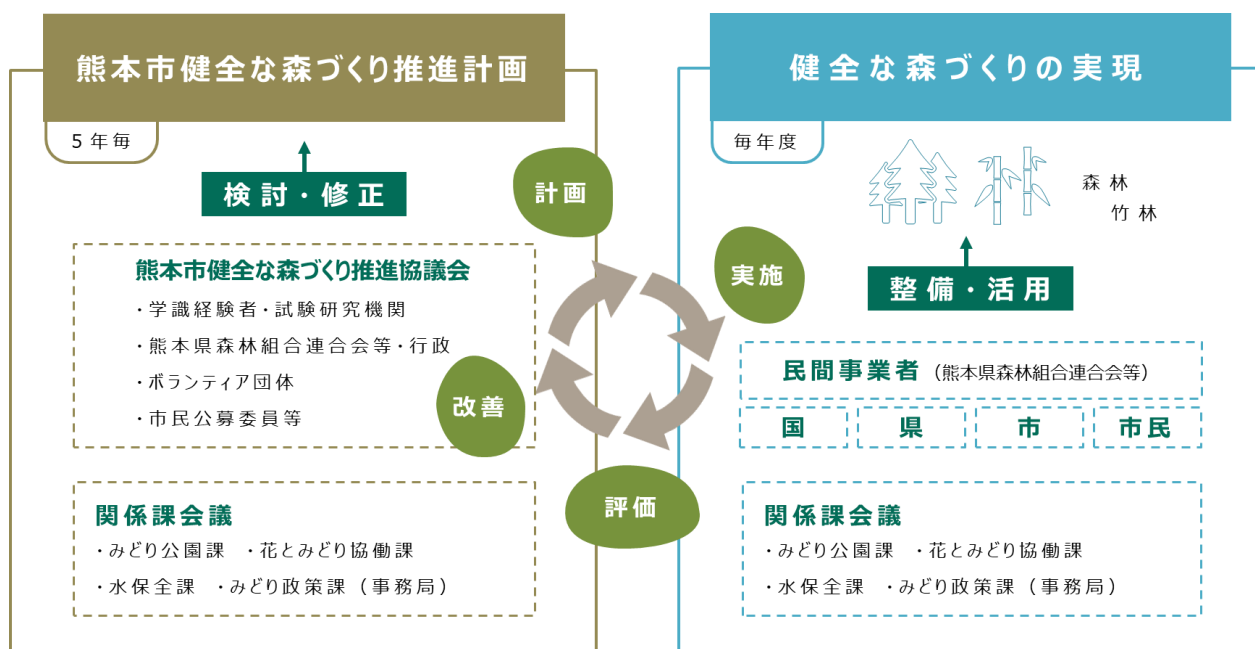 熊本市健全な森づくり推進計画
5年毎
検討・修正
熊本市健全な森づくり推進協議会
・学識経験者・試験研究機関
・熊本県森林組合連合会等・行政
・ボランティア団体
・市民公募委員等
関係課会議
・みどり公園課 ・花とみどり協働課
・水保全課 ・みどり政策課（事務局）
計画
実施
評価
改善
健全な森づくりの実現
毎年度
森林
竹林
整備・活用
民間事業者（熊本県森林組合連合会等）
国
県
市
市民
関係課会議
・みどり公園課 ・花とみどり協働課
・水保全課 ・みどり政策課（事務局）